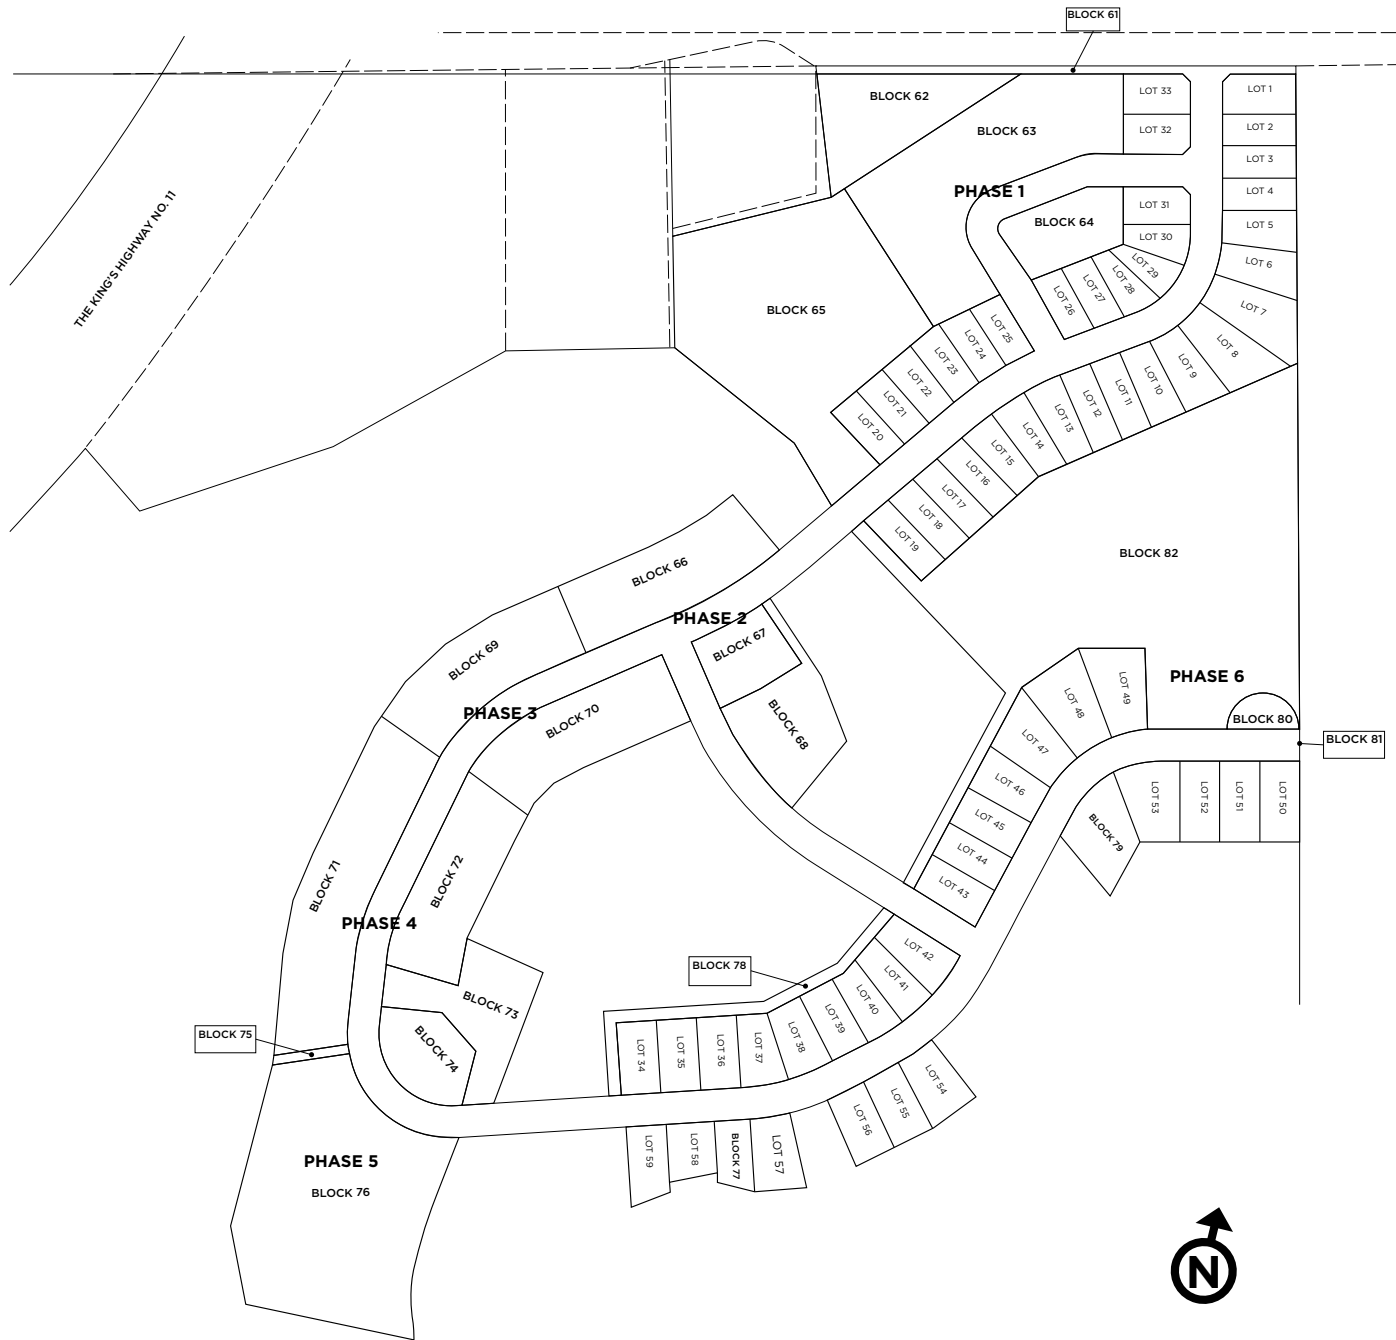 BLOCK 61
BLOCK 62
BLOCK 63
LOT 33
LOT 32
LOT 1
LOT 2
LOT 3
LOT 4
LOT 5
LOT 6
LOT 7
LOT 8
LOT 9
LOT 10
LOT 11
LOT 12
LOT 13
LOT 14
LOT 15
LOT 16
LOT 17
LOT 18
LOT 19
THE KING'S HIGHWAY NO. 11
PHASE 1
BLOCK 64
LOT 31
LOT 30
LOT 29
LOT 28
LOT 27
LOT 26
LOT 25
LOT 24
LOT 23
LOT 22
LOT 21
LOT 20
BLOCK 65
BLOCK 82
BLOCK 66
PHASE 2
BLOCK 67
BLOCK 68
BLOCK 69
PHASE 3
BLOCK 70
PHASE 6
BLOCK 80
BLOCK 81
LOT 49
LOT 48
LOT 47
LOT 46
LOT 45
LOT 44
LOT 43
LOT 53
LOT 52
LOT 51
LOT 50
BLOCK 79
BLOCK 71
BLOCK 72
PHASE 4
BLOCK 73
BLOCK 74
BLOCK 75
BLOCK 78
LOT 42
LOT 41
LOT 40
LOT 39
LOT 38
LOT 37
LOT 36
LOT 35
LOT 34
LOT 54
LOT 55
LOT 56
LOT 57
BLOCK 77
LOT 58
LOT 59
PHASE 5
BLOCK 76
N